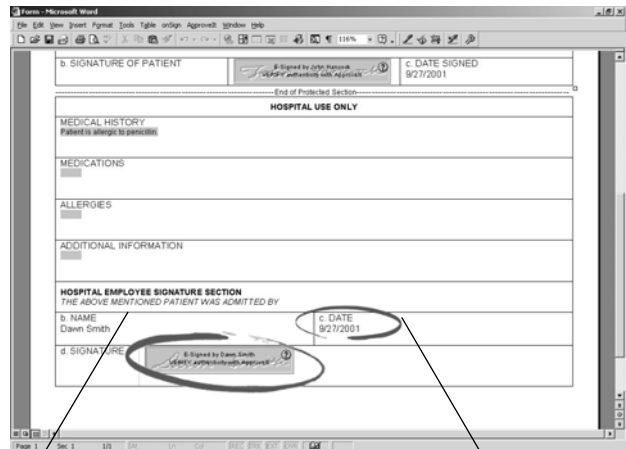 Form - Microsoft Word
File Edit View Insert Format Tools Table onSign ApproveIt Window Help
116%
b. SIGNATURE OF PATIENT
E-Signed by John Hancock
VERIFY authenticity with ApproveIt
c. DATE SIGNED
9/27/2001
End of Protected Section
HOSPITAL USE ONLY
MEDICAL HISTORY
Patient is allergic to penicillin.
MEDICATIONS
ALLERGIES
ADDITIONAL INFORMATION
HOSPITAL EMPLOYEE SIGNATURE SECTION
THE ABOVE MENTIONED PATIENT WAS ADMITTED BY
b. NAME
Dawn Smith
c. DATE
9/27/2001
d. SIGNATURE
E-Signed by Dawn Smith
VERIFY authenticity with ApproveIt
Page 1 Sec 1 1/1 At Ln Col REC TRK EXT OVR